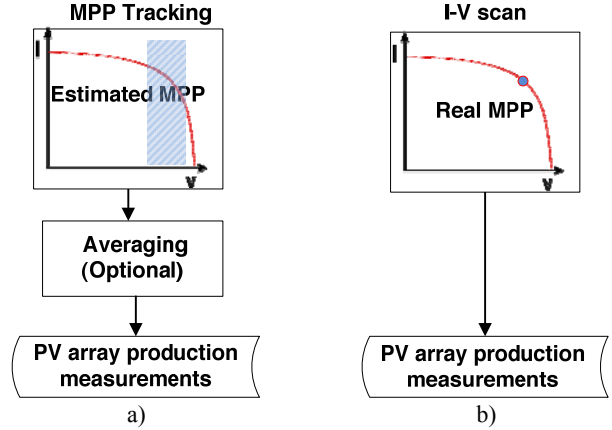 MPP Tracking
I
Estimated MPP
V
Averaging
(Optional)
PV array production
measurements
a)
I-V scan
I
Real MPP
V
PV array production
measurements
b)